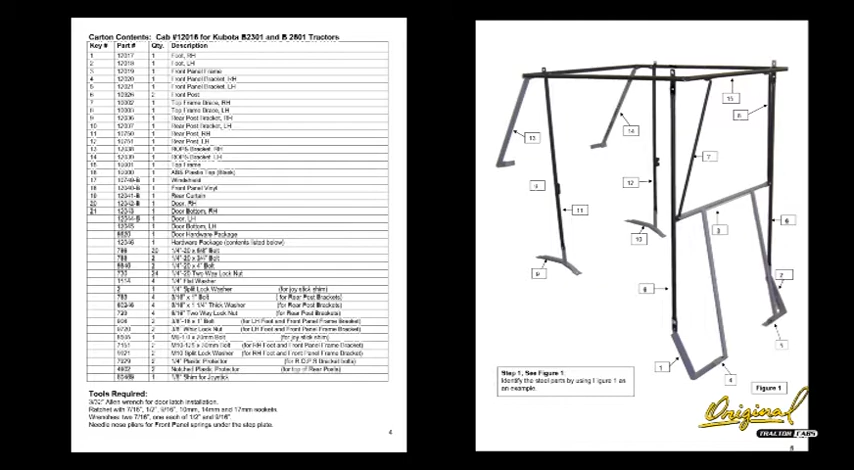 Carton Contents: Cab #12016 for Kubota B2301 and B 2601 Tractors
Key # Part # Qty. Description
1 12017 1 Foot, RH
2 12018 1 Foot, LH
3 12019 1 Front Panel Frame
4 12020 1 Front Panel Bracket, RH
5 12021 1 Front Panel Bracket, LH
6 10026 2 Front Post
7 10002 1 Top Frame Brace, RH
8 10005 1 Top Frame Brace, LH
9 12036 1 Rear Post Bracket, RH
10 12037 1 Rear Post Bracket, LH
11 10750 1 Rear Post, RH
12 10751 1 Rear Post, LH
13 12038 1 ROPS Bracket, RH
14 12039 1 ROPS Bracket, LH
15 10001 1 Top Frame
16 1 ABS Plastic Top (Black)
17 10749-B 1 Windshield
18 12040-B 1 Front Panel Vinyl
19 12041-B 1 Rear Curtain
20 12042-B 1 Door, RH
21 12043 1 Door Bottom, RH
12044-B 1 Door, LH
12045 1 Door Bottom, LH
1 Door Hardware Package
12046 1 Hardware Package (contents listed below)
20 1/4"-20 x 5/8" Bolt
2 1/4"-20 x 3/4" Bolt
2 1/4"-20 x 4" Bolt
730 24 1/4"-20 Two Way Lock Nut
1514 4 1/4" Flat Washer
2 1 1/4" Split Lock Washer (for joy stick shim)
4 5/16" x 1" Bolt ( for Rear Post Brackets)
4 5/16" x 1 1/4" Thick Washer (for Rear Post Brackets)
4 5/16" Two Way Lock Nut (for Rear Post Brackets)
2 3/8"-16 x 1" Bolt (for LH Foot and Front Panel Frame Bracket)
2 3/8" Whiz Lock Nut (for LH Foot and Front Panel Frame Bracket)
1 Bolt (for joy stick shim)
2 Bolt (for RH Foot and Front Panel Frame Bracket)
2 M10 Split Lock Washer (for RH Foot and Front Panel Frame Bracket)
2 1/4" Plastic Protector (for R.O.P.S Bracket bolts)
2 Notched Plastic Protector (for top of Rear Posts)
1 1/8" Shim for Joystick
Tools Required:
3/32" Allen wrench for door latch installation.
Ratchet with 7/16", 1/2", 9/16", 10mm, 14mm and 17mm sockets.
Wrenches: two 7/16", one each of 1/2" and 9/16".
Needle nose pliers for Front Panel springs under the step plate.
4
15
6
13
14
7
12
11
3
10
9
6
2
5
1
4
Step 1, See Figure 1
Identify the steel parts by using Figure 1 as
an example.
Figure 1
Original
TRACTOR CABS